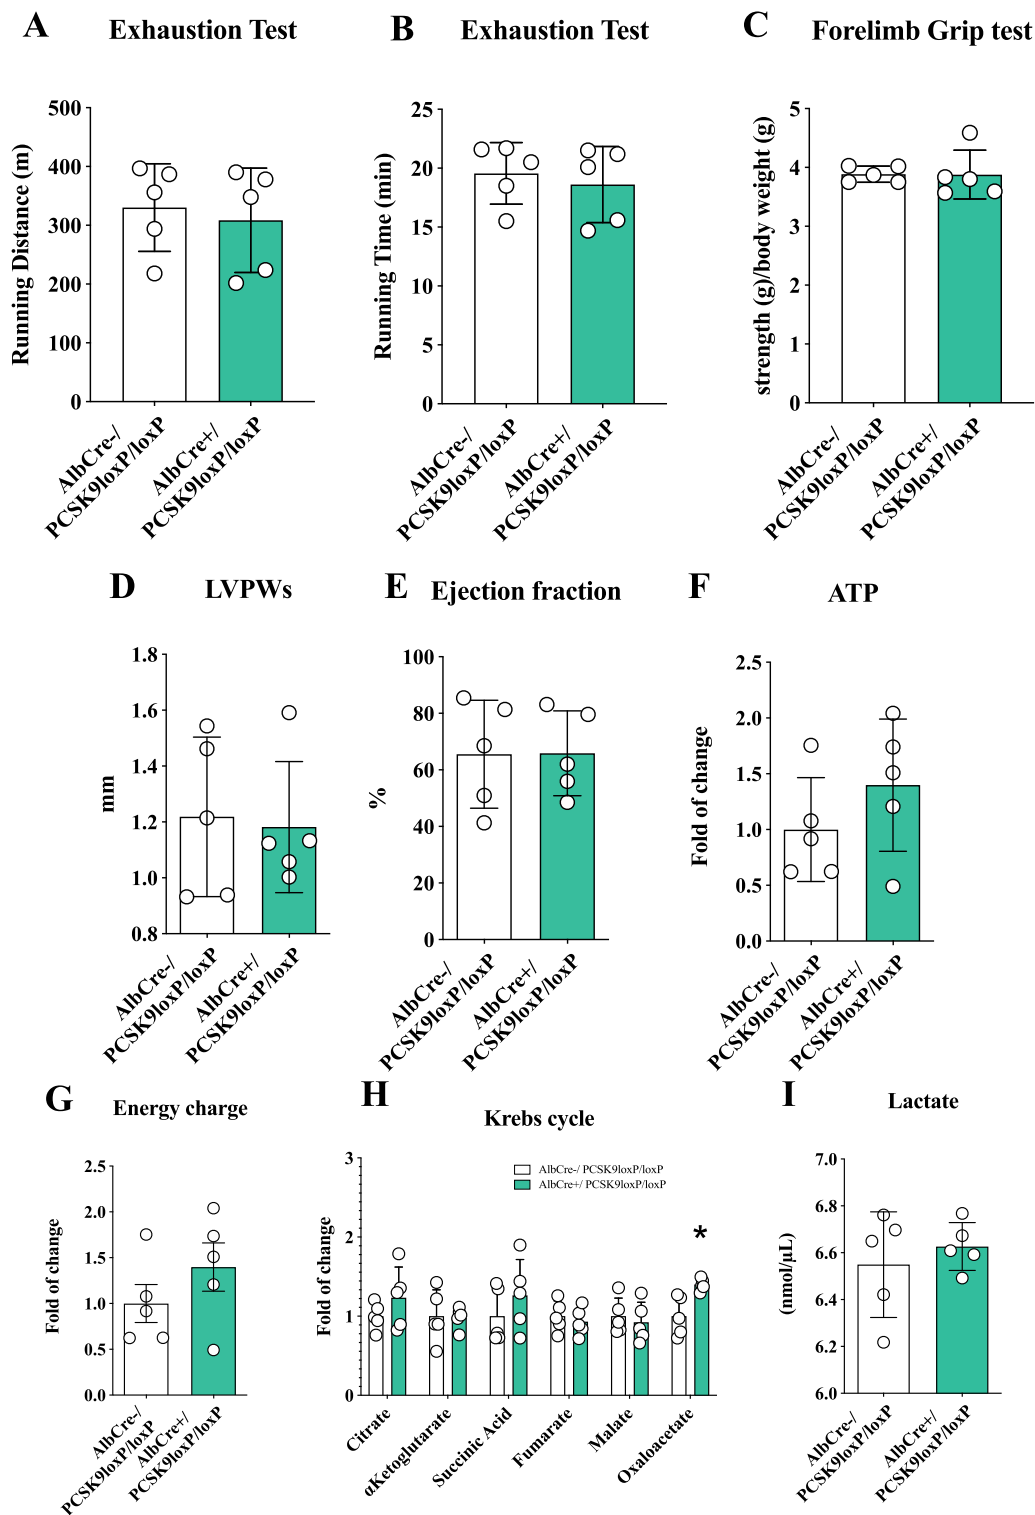 A Exhaustion Test
Running Distance (m)
500
400
300
200
100
0
AlbCre-/
PCSK9loxP/loxP
AlbCre+/
PCSK9loxP/loxP
B Exhaustion Test
Running Time (min)
25
20
15
10
5
0
AlbCre-/
PCSK9loxP/loxP
AlbCre+/
PCSK9loxP/loxP
C Forelimb Grip test
strength (g)/body weight (g)
5
4
3
2
1
0
AlbCre-/
PCSK9loxP/loxP
AlbCre+/
PCSK9loxP/loxP
D LVPWs
mm
1.8
1.6
1.4
1.2
1.0
0.8
AlbCre-/
PCSK9loxP/loxP
AlbCre+/
PCSK9loxP/loxP
E Ejection fraction
%
100
80
60
40
20
0
AlbCre-/
PCSK9loxP/loxP
AlbCre+/
PCSK9loxP/loxP
F ATP
Fold of change
2.5
2.0
1.5
1.0
0.5
0.0
AlbCre-/
PCSK9loxP/loxP
AlbCre+/
PCSK9loxP/loxP
G Energy charge
Fold of change
2.5
2.0
1.5
1.0
0.5
0.0
AlbCre-/
PCSK9loxP/loxP
AlbCre+/
PCSK9loxP/loxP
H Krebs cycle
Fold of change
3
2
1
0
AlbCre-/ PCSK9loxP/loxP
AlbCre+/ PCSK9loxP/loxP
*
Citrate
αKetoglutarate
Succinic Acid
Fumarate
Malate
Oxaloacetate
I Lactate
(nmol/μL)
7.0
6.8
6.6
6.4
6.2
6.0
AlbCre-/
PCSK9loxP/loxP
AlbCre+/
PCSK9loxP/loxP